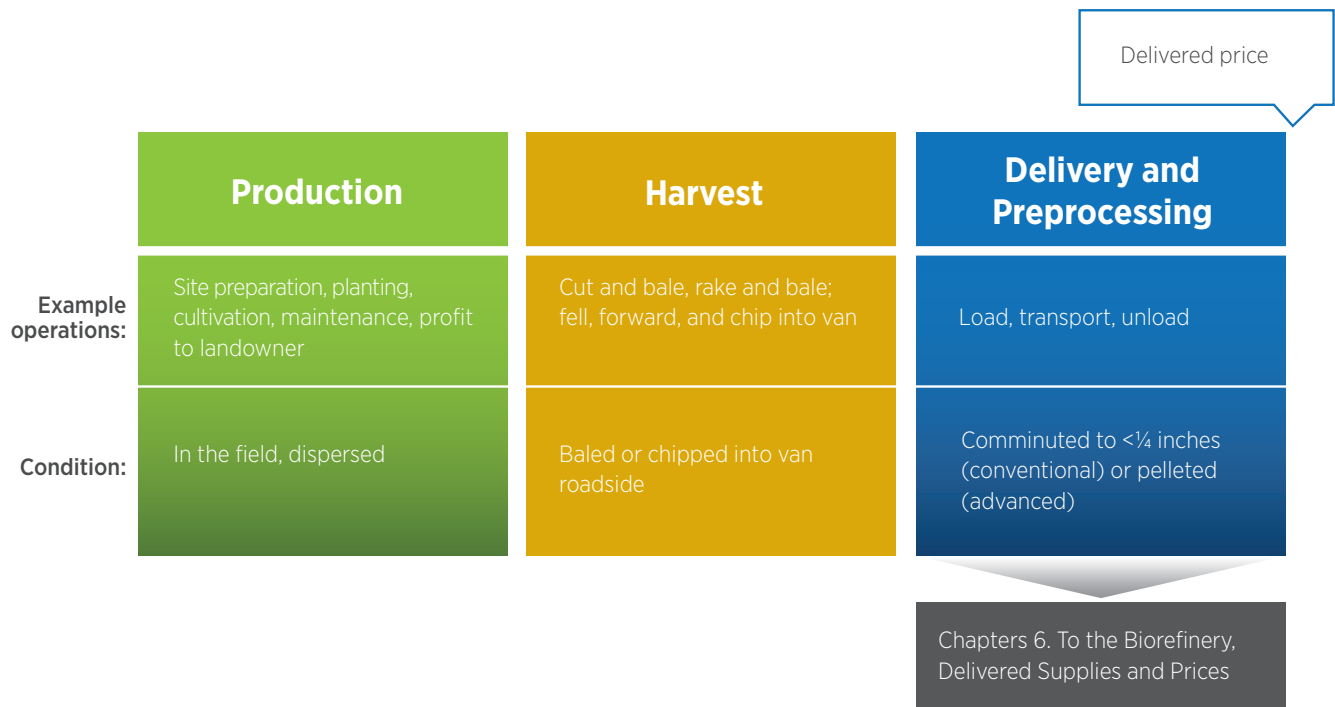 Delivered price
Production
Harvest
Delivery and
Preprocessing
Example
operations:
Site preparation, planting,
cultivation, maintenance, profit
to landowner
Cut and bale, rake and bale;
fell, forward, and chip into van
Load, transport, unload
Condition:
In the field, dispersed
Baled or chipped into van
roadside
Comminuted to <¼ inches
(conventional) or pelleted
(advanced)
Chapters 6. To the Biorefinery,
Delivered Supplies and Prices